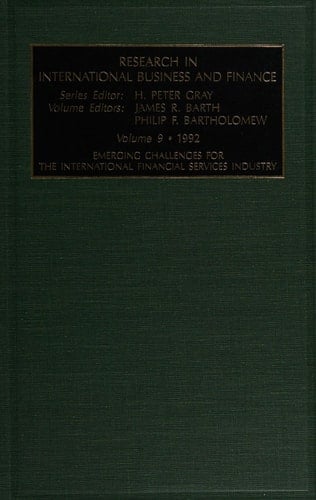 RESEARCH IN
INTERNATIONAL BUSINESS AND FINANCE
Series Editor: H. PETER GRAY
Volume Editors: JAMES R. BARTH
PHILIP F. BARTHOLOMEW
Volume 9 • 1992
EMERGING CHALLENGES FOR
THE INTERNATIONAL FINANCIAL SERVICES INDUSTRY